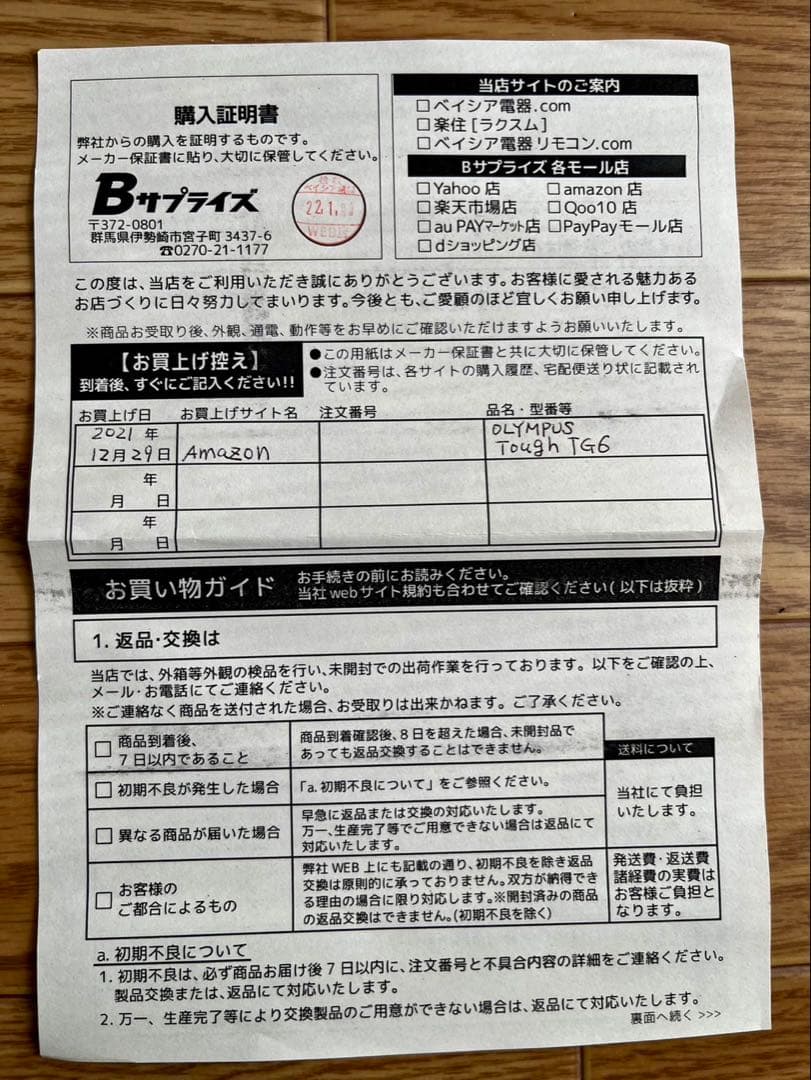 購入証明書
弊社からの購入を証明するものです。
メーカー保証書に貼り、大切に保管してください。
Bサプライズ
〒372-0801
群馬県伊勢崎市宮子町 3437-6
☎0270-21-1177
ベイシア電器
22.1.
WEB
当店サイトのご案内
□ベイシア電器.com
□楽住[ラクスム]
□ベイシア電器リモコン.com
Bサプライズ 各モール店
□Yahoo店 □amazon店
□楽天市場店 □Qoo10店
□au PAYマーケット店 □PayPayモール店
□dショッピング店
この度は、当店をご利用いただき誠にありがとうございます。お客様に愛される魅力ある
お店づくりに日々努力してまいります。今後とも、ご愛顧のほど宜しくお願い申し上げます。
※商品お受取り後、外観、通電、動作等をお早めにご確認いただけますようお願いいたします。
【お買上げ控え】
到着後、すぐにご記入ください!!
●この用紙はメーカー保証書と共に大切に保管してください。
●注文番号は、各サイトの購入履歴、宅配便送り状に記載され
ています。
お買上げ日 お買上げサイト名 注文番号 品名・型番等
2021年 OLYMPUS
12月29日 Amazon Tough TG6
年
月 日
年
月 日
お買い物ガイド
お手続きの前にお読みください。
当社webサイト規約も合わせてご確認ください(以下は抜粋)
1. 返品・交換は
当店では、外箱等外観の検品を行い、未開封での出荷作業を行っております。以下をご確認の上、
メール・お電話にてご連絡ください。
※ご連絡なく商品を送付された場合、お受取りは出来かねます。ご了承ください。
□ 商品到着後、
7日以内であること
商品到着確認後、8日を超えた場合、未開封品で
あっても返品交換することはできません。
送料について
□ 初期不良が発生した場合
「a.初期不良について」をご参照ください。
当社にて負担
いたします。
□ 異なる商品が届いた場合
早急に返品または交換の対応いたします。
万一、生産完了等でご用意できない場合は返品にて
対応いたします。
□ お客様の
ご都合によるもの
弊社WEB上にも記載の通り、初期不良を除き返品
交換は原則的に承っておりません。双方が納得でき
る理由の場合に限り対応します。※開封済みの商品
の返品交換はできません。(初期不良を除く)
発送費・返送費
諸経費の実費は
お客様ご負担と
なります。
a. 初期不良について
1. 初期不良は、必ず商品お届け後7日以内に、注文番号と不具合内容の詳細をご連絡ください。
製品交換または、返品にて対応いたします。
2. 万一、生産完了等により交換製品のご用意ができない場合は、返品にて対応いたします。
裏面へ続く >>>